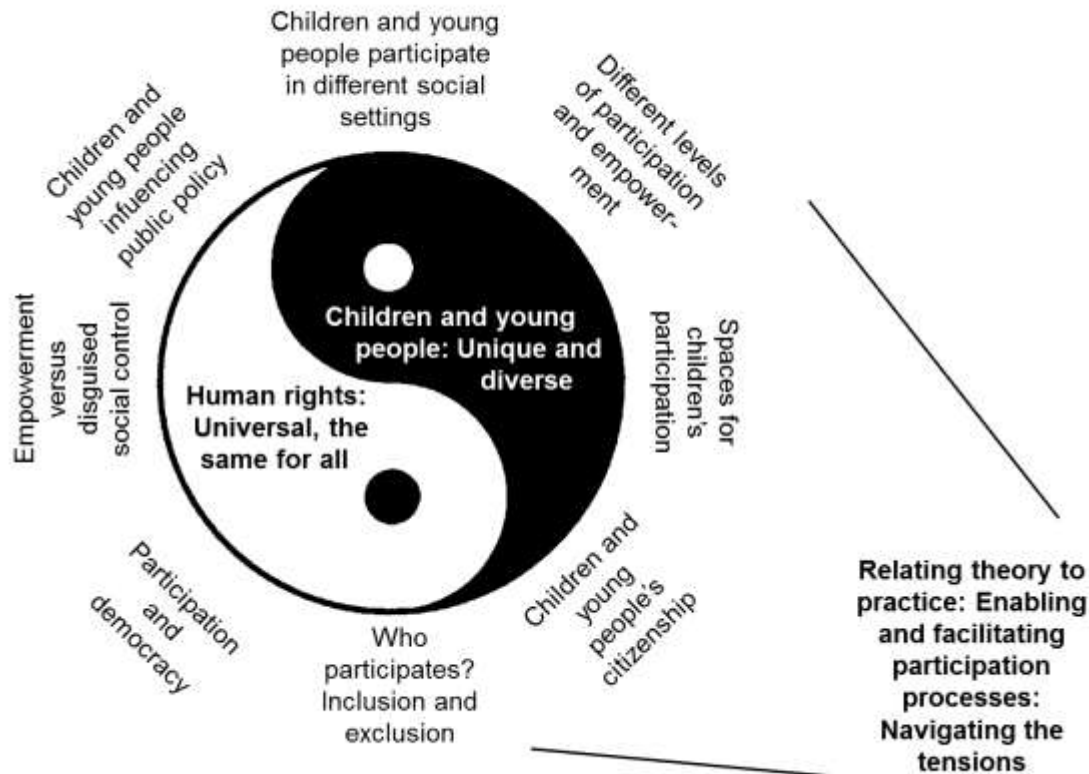 Children and young
people participate
in different social
settings
Different levels
of participation
and empower-
ment
Spaces for
children's
participation
Children and
young
people's
citizenship
Who
participates?
Inclusion and
exclusion
Participation
and
democracy
Empowerment
versus
disguised
social control
Children and
young people
infuencing
public policy
Children and young
people: Unique and
diverse
Human rights:
Universal, the
same for all
Relating theory to
practice: Enabling
and facilitating
participation
processes:
Navigating the
tensions